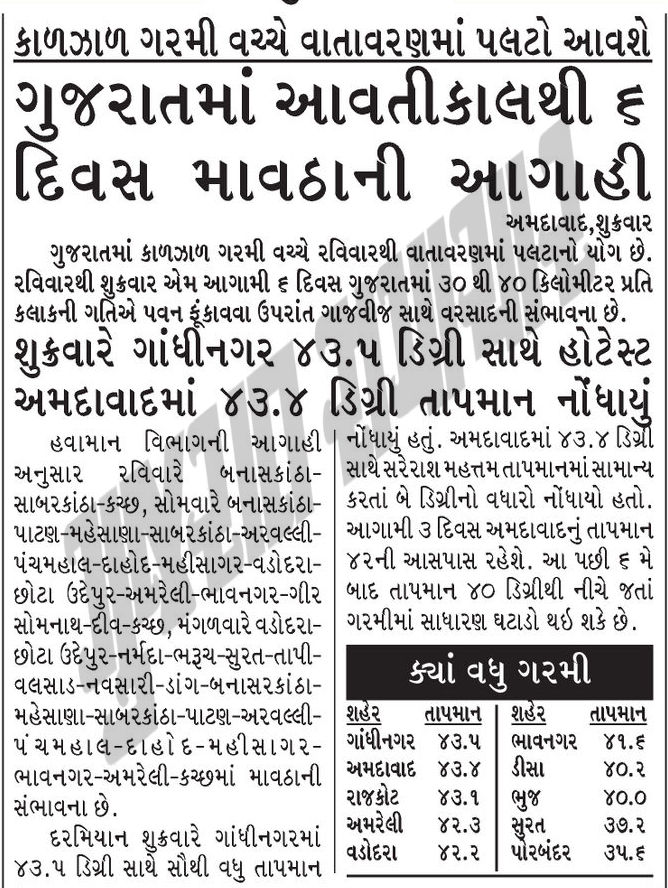 કાળઝાળ ગરમી વચ્ચે વાતાવરણમાં પલટો આવશે
ગુજરાતમાં આવતીકાલથી ૬
દિવસ માવઠાની આગાહી
અમદાવાદ,શુક્રવાર
ગુજરાતમાં કાળઝાળ ગરમી વચ્ચે રવિવારથી વાતાવરણમાં પલટાનો યોગ છે.
રવિવારથી શુક્રવાર એમ આગામી ૬ દિવસ ગુજરાતમાં ૩૦ થી ૪૦ કિલોમીટર પ્રતિ
કલાકની ગતિએ પવન ફૂંકાવવા ઉપરાંત ગાજવીજ સાથે વરસાદની સંભાવના છે.
શુક્રવારે ગાંધીનગર ૪૩.૫ ડિગ્રી સાથે હોટેસ્ટ
અમદાવાદમાં ૪૩.૪ ડિગ્રી તાપમાન નોંધાયું
હવામાન વિભાગની આગાહી
અનુસાર રવિવારે બનાસકાંઠા-
સાબરકાંઠા-કચ્છ, સોમવારે બનાસકાંઠા-
પાટણ-મહેસાણા-સાબરકાંઠા-અરવલ્લી-
પંચમહાલ-દાહોદ-મહીસાગર-વડોદરા-
છોટા ઉદેપુર-અમરેલી-ભાવનગર-ગીર
સોમનાથ-દીવ-કચ્છ, મંગળવારે વડોદરા-
છોટા ઉદેપુર-નર્મદા-ભરૂચ-સુરત-તાપી-
વલસાડ-નવસારી-ડાંગ-બનાસરકાંઠા-
મહેસાણા-સાબરકાંઠા-પાટણ-અરવલ્લી-
પંચમહાલ-દાહોદ-મહીસાગર-
ભાવનગર-અમરેલી-કચ્છમાં માવઠાની
સંભાવના છે.
દરમિયાન શુક્રવારે ગાંધીનગરમાં
૪૩.૫ ડિગ્રી સાથે સૌથી વધુ તાપમાન
નોંધાયું હતું. અમદાવાદમાં ૪૩.૪ ડિગ્રી
સાથે સરેરાશ મહત્તમ તાપમાનમાં સામાન્ય
કરતાં બે ડિગ્રીનો વધારો નોંધાયો હતો.
આગામી ૩ દિવસ અમદાવાદનું તાપમાન
૪૨ની આસપાસ રહેશે. આ પછી ૬ મે
બાદ તાપમાન ૪૦ ડિગ્રીથી નીચે જતાં
ગરમીમાં સાધારણ ઘટાડો થઇ શકે છે.
ક્યાં વધુ ગરમી
શહેર તાપમાન શહેર તાપમાન
ગાંધીનગર ૪૩.૫ ભાવનગર ૪૧.૬
અમદાવાદ ૪૩.૪ ડીસા ૪૦.૨
રાજકોટ ૪૩.૧ ભુજ ૪૦.૦
અમરેલી ૪૨.૩ સુરત ૩૭.૨
વડોદરા ૪૨.૨ પોરબંદર ૩૫.૬
ગુજરાત સમાચાર